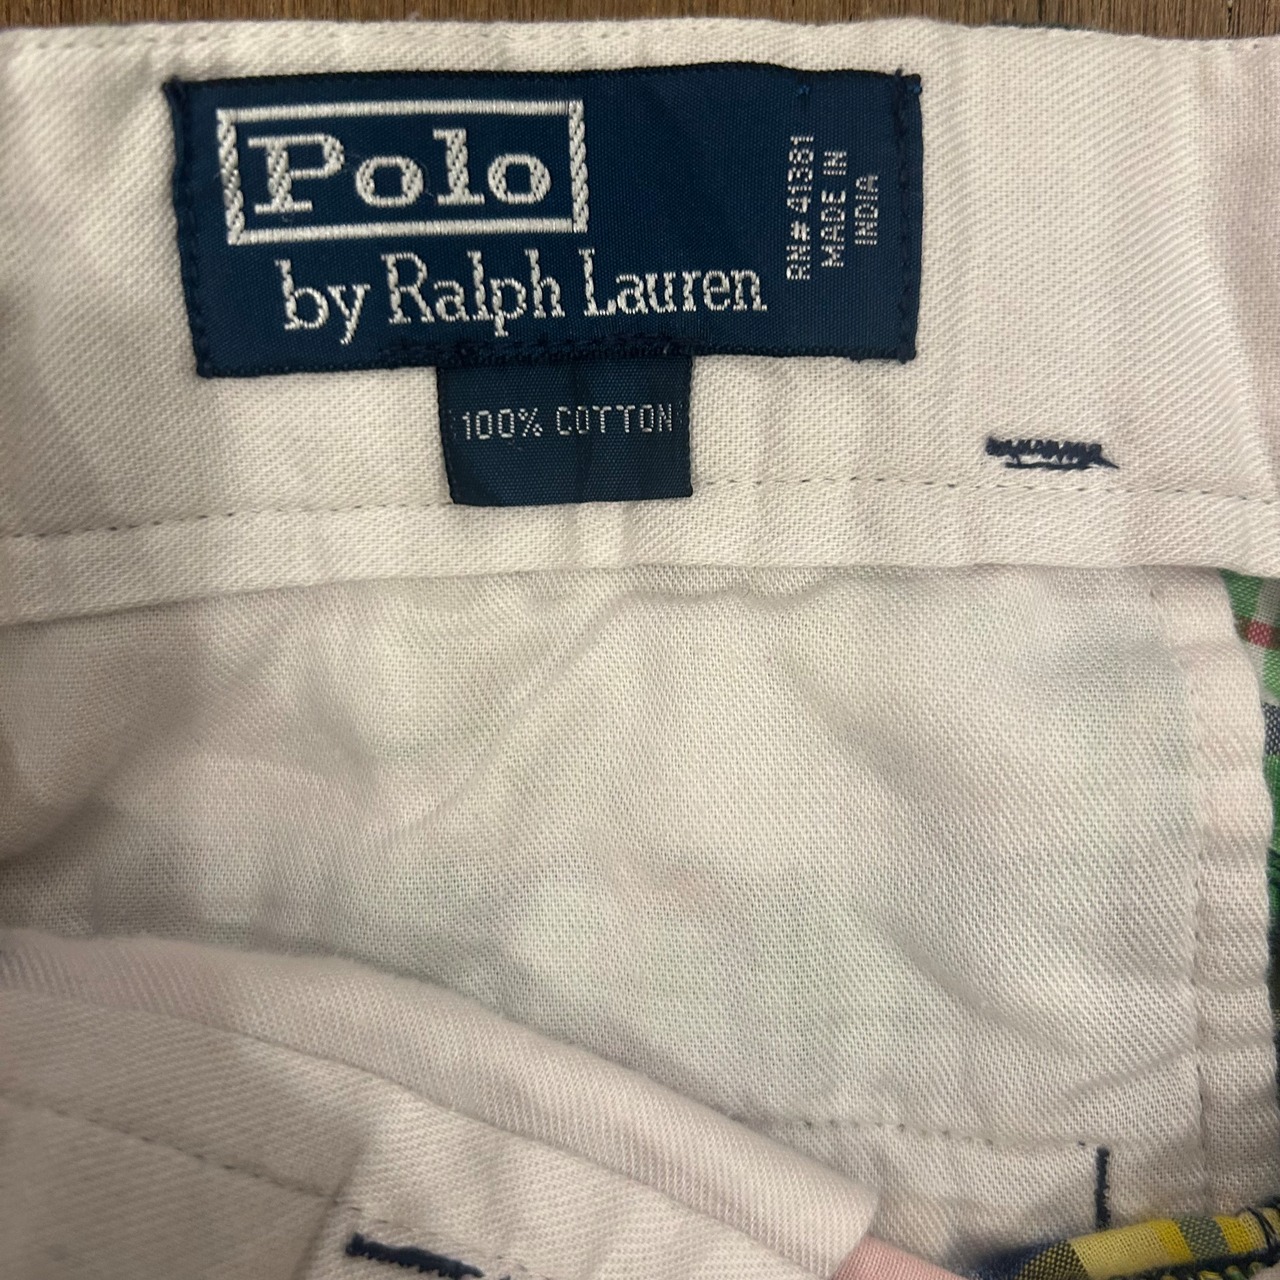 Polo
by Ralph Lauren
RN# 41381
MADE IN
INDIA
100% COTTON